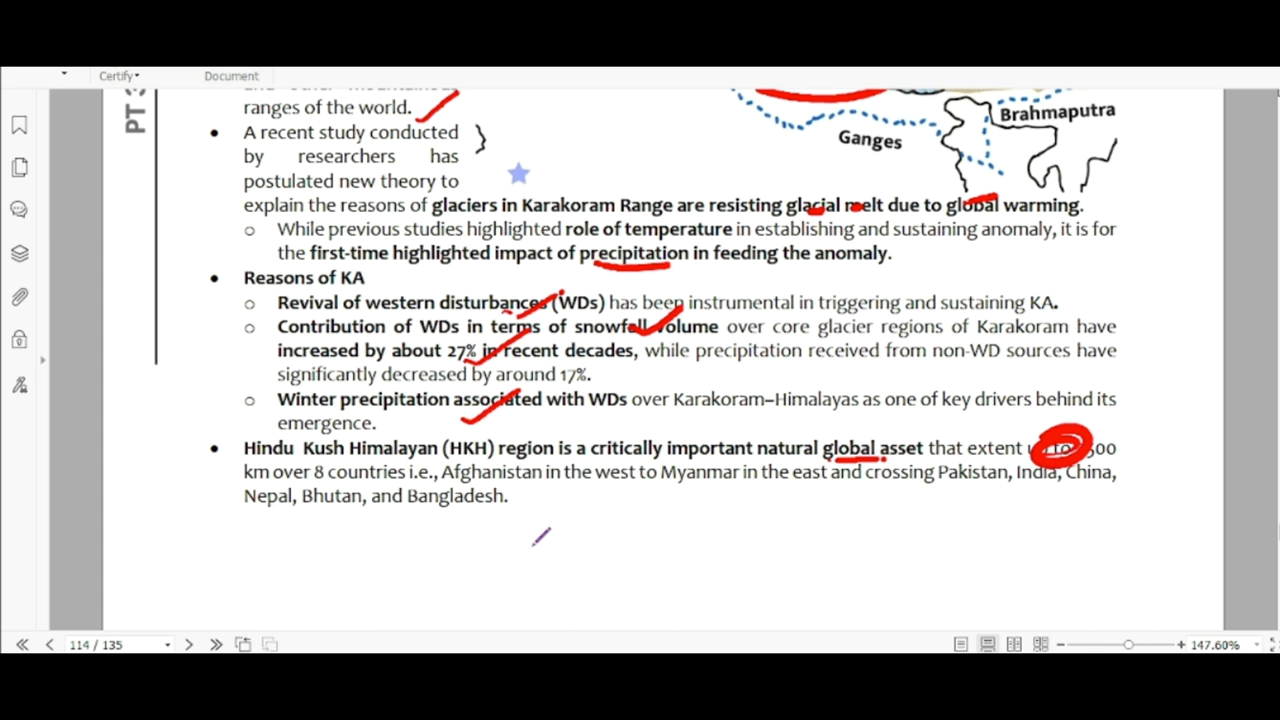 Certify
Document
PT 3
ranges of the world.
Brahmaputra
Ganges
A recent study conducted
by researchers has
postulated new theory to
explain the reasons of glaciers in Karakoram Range are resisting glacial melt due to global warming.
While previous studies highlighted role of temperature in establishing and sustaining anomaly, it is for
the first-time highlighted impact of precipitation in feeding the anomaly.
Reasons of KA
Revival of western disturbances (WDs) has been instrumental in triggering and sustaining KA.
Contribution of WDs in terms of snowfall volume over core glacier regions of Karakoram have
increased by about 27% in recent decades, while precipitation received from non-WD sources have
significantly decreased by around 17%.
Winter precipitation associated with WDs over Karakoram–Himalayas as one of key drivers behind its
emergence.
Hindu Kush Himalayan (HKH) region is a critically important natural global asset that extent
km over 8 countries i.e., Afghanistan in the west to Myanmar in the east and crossing Pakistan, India, China,
Nepal, Bhutan, and Bangladesh.
114 / 135
147.60%